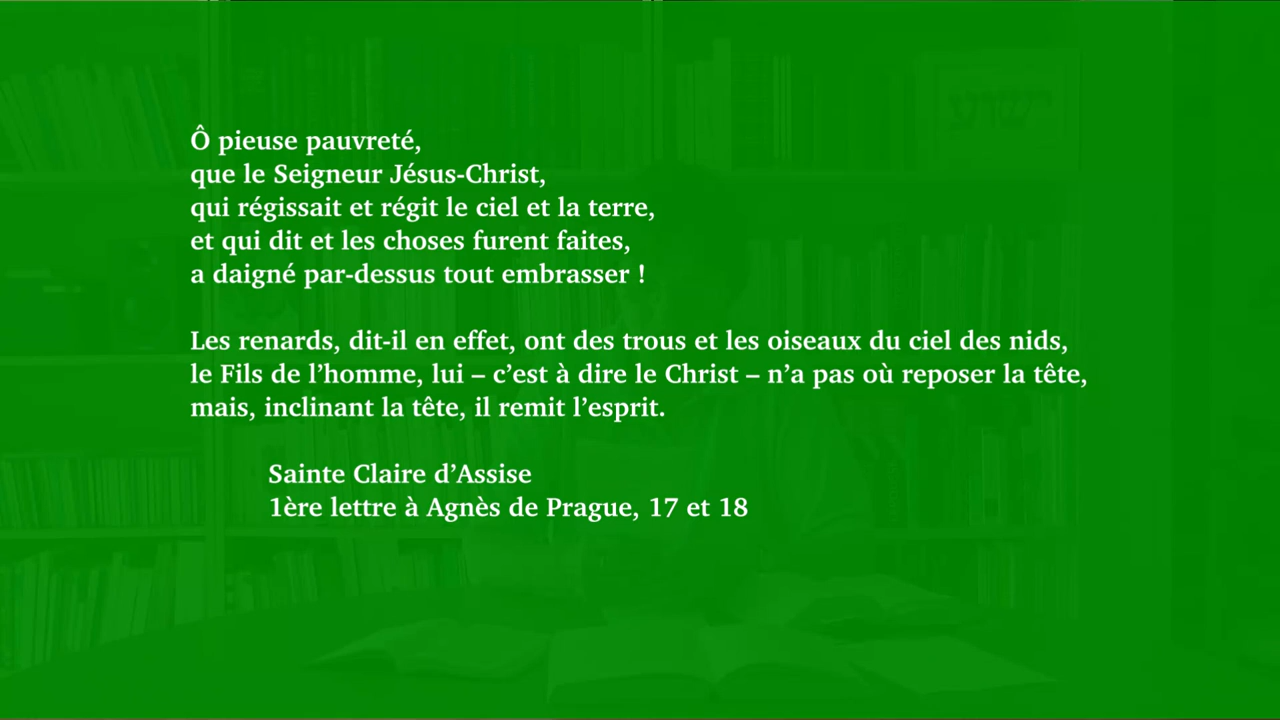 Ô pieuse pauvreté,
que le Seigneur Jésus-Christ,
qui régissait et régit le ciel et la terre,
et qui dit et les choses furent faites,
a daigné par-dessus tout embrasser !
Les renards, dit-il en effet, ont des trous et les oiseaux du ciel des nids,
le Fils de l’homme, lui – c’est à dire le Christ – n’a pas où reposer la tête,
mais, inclinant la tête, il remit l’esprit.
Sainte Claire d’Assise
1ère lettre à Agnès de Prague, 17 et 18